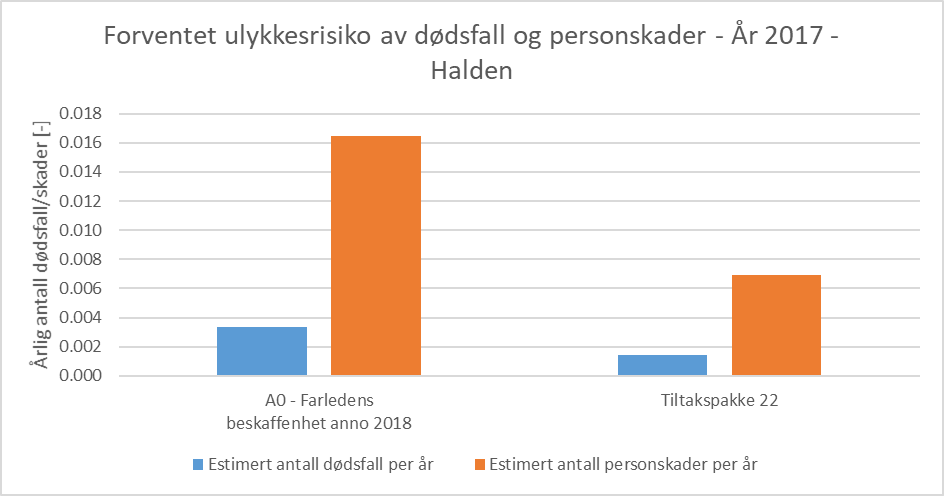 Forventet ulykkesrisiko av dødsfall og personskader - År 2017 -
Halden
Årlig antall dødsfall/skader [-]
0.018
0.016
0.014
0.012
0.010
0.008
0.006
0.004
0.002
0.000
A0 - Farledens
beskaffenhet anno 2018
Tiltakspakke 22
Estimert antall dødsfall per år
Estimert antall personskader per år